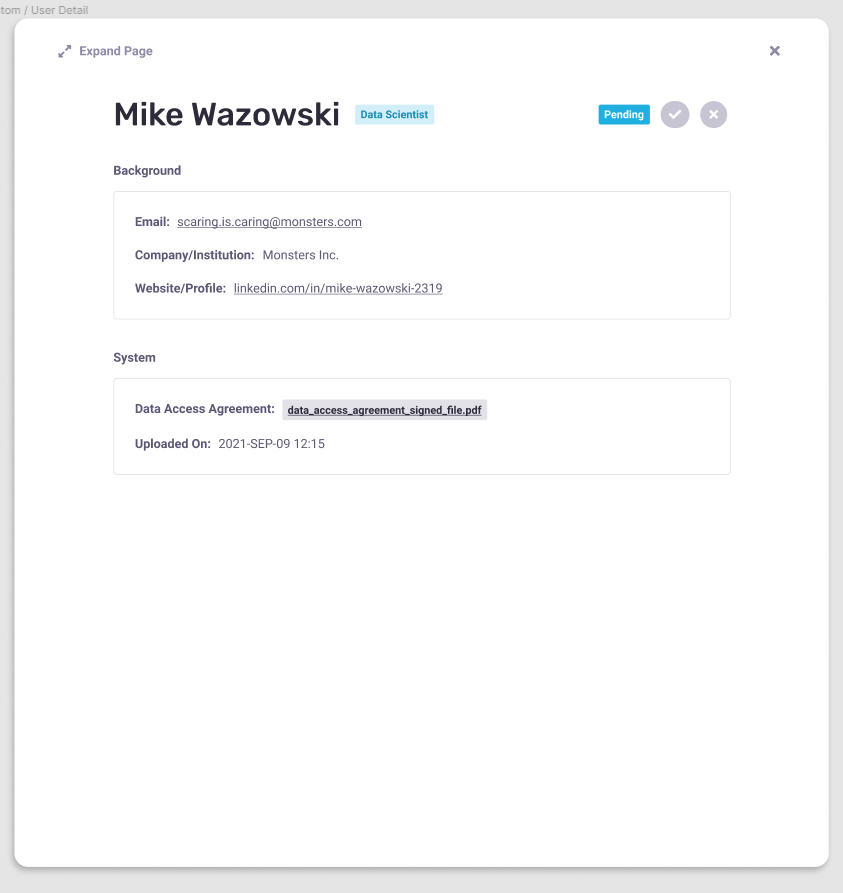 tom / User Detail
Expand Page
Mike Wazowski Data Scientist Pending
Background
Email: scaring.is.caring@monsters.com
Company/Institution: Monsters Inc.
Website/Profile: linkedin.com/in/mike-wazowski-2319
System
Data Access Agreement: data_access_agreement_signed_file.pdf
Uploaded On: 2021-SEP-09 12:15